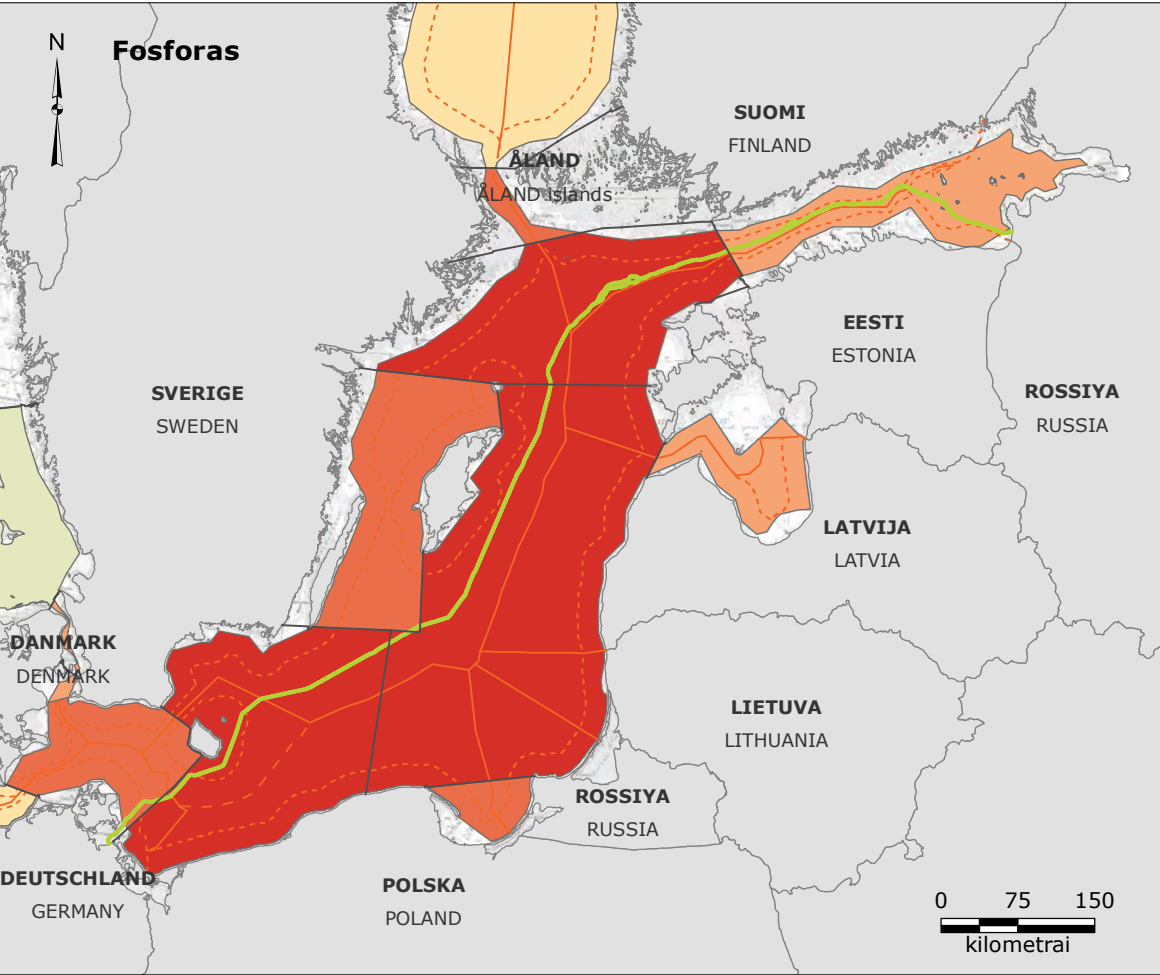 N
Fosforas
SUOMI
FINLAND
ÅLAND
ÅLAND islands
EESTI
ESTONIA
SVERIGE
SWEDEN
ROSSIYA
RUSSIA
LATVIJA
LATVIA
DANMARK
DENMARK
LIETUVA
LITHUANIA
ROSSIYA
RUSSIA
DEUTSCHLAND
GERMANY
POLSKA
POLAND
0 75 150
kilometrai